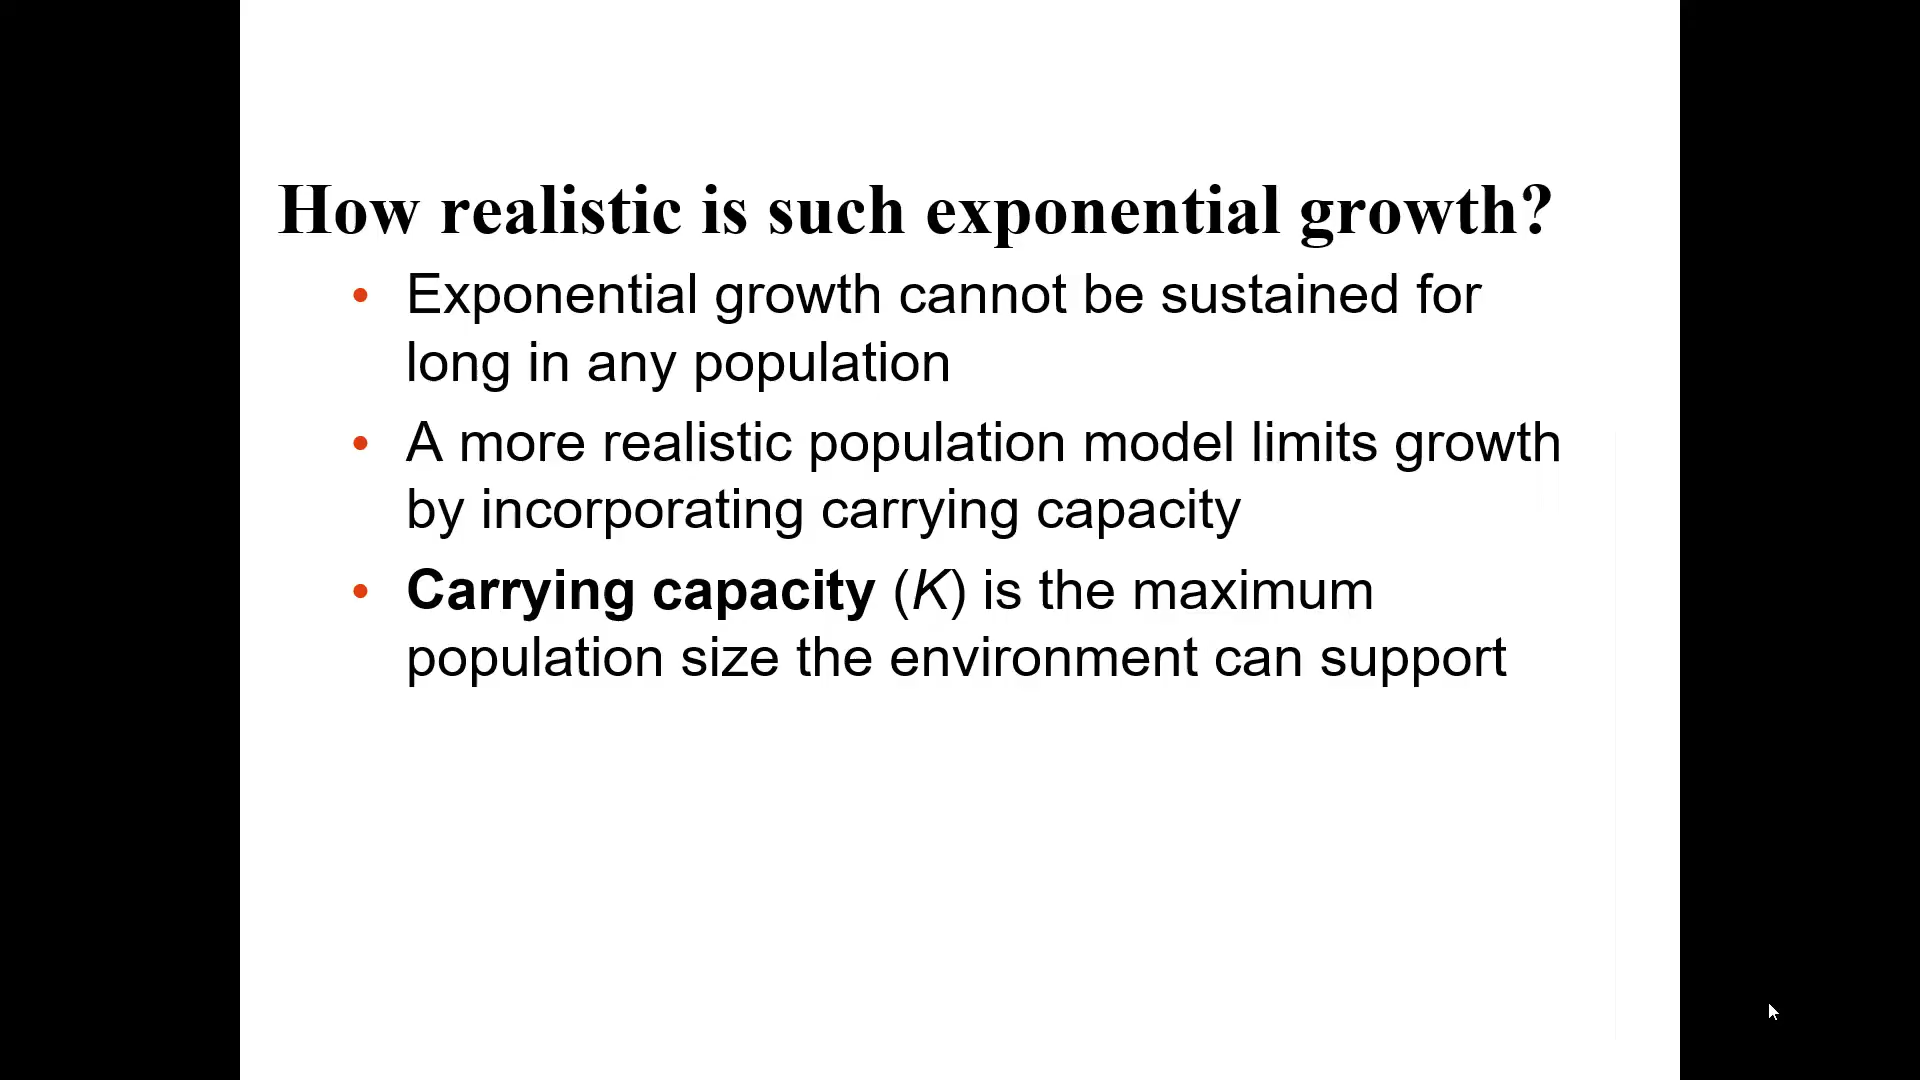 How realistic is such exponential growth?
• Exponential growth cannot be sustained for
long in any population
• A more realistic population model limits growth
by incorporating carrying capacity
• Carrying capacity (K) is the maximum
population size the environment can support